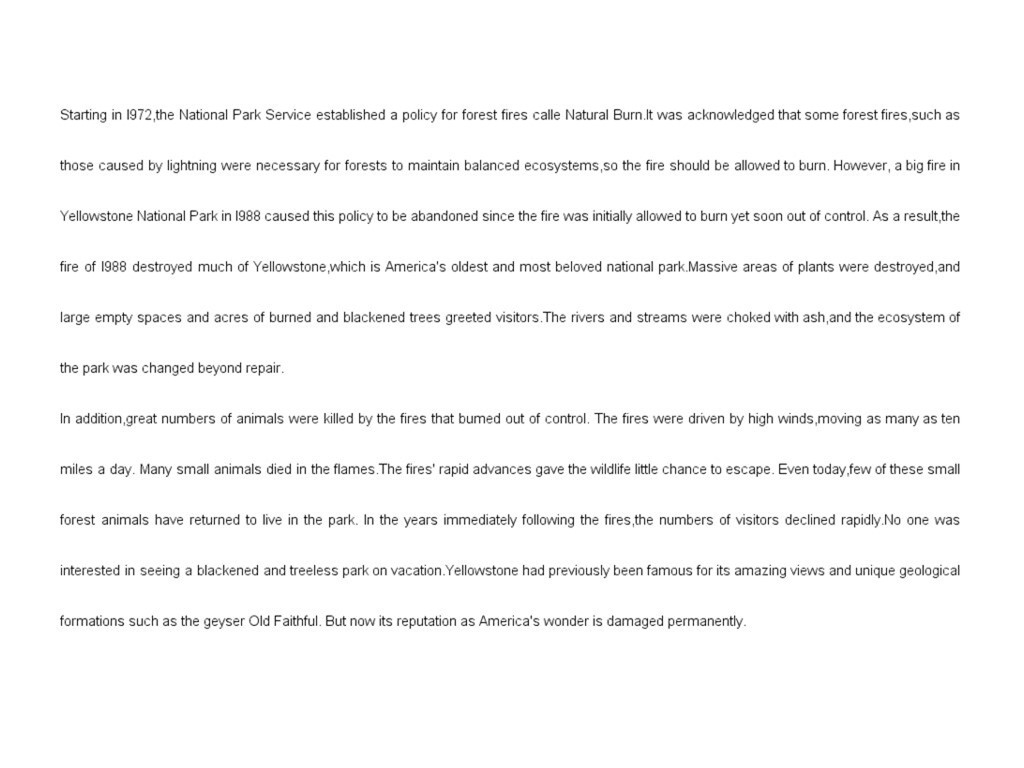 Starting in l972,the National Park Service established a policy for forest fires calle Natural Burn.It was acknowledged that some forest fires,such as
those caused by lightning were necessary for forests to maintain balanced ecosystems,so the fire should be allowed to burn. However, a big fire in
Yellowstone National Park in l988 caused this policy to be abandoned since the fire was initially allowed to burn yet soon out of control. As a result,the
fire of l988 destroyed much of Yellowstone,which is America's oldest and most beloved national park.Massive areas of plants were destroyed,and
large empty spaces and acres of burned and blackened trees greeted visitors.The rivers and streams were choked with ash,and the ecosystem of
the park was changed beyond repair.
In addition,great numbers of animals were killed by the fires that bumed out of control. The fires were driven by high winds,moving as many as ten
miles a day. Many small animals died in the flames.The fires' rapid advances gave the wildlife little chance to escape. Even today,few of these small
forest animals have returned to live in the park. In the years immediately following the fires,the numbers of visitors declined rapidly.No one was
interested in seeing a blackened and treeless park on vacation.Yellowstone had previously been famous for its amazing views and unique geological
formations such as the geyser Old Faithful. But now its reputation as America's wonder is damaged permanently.